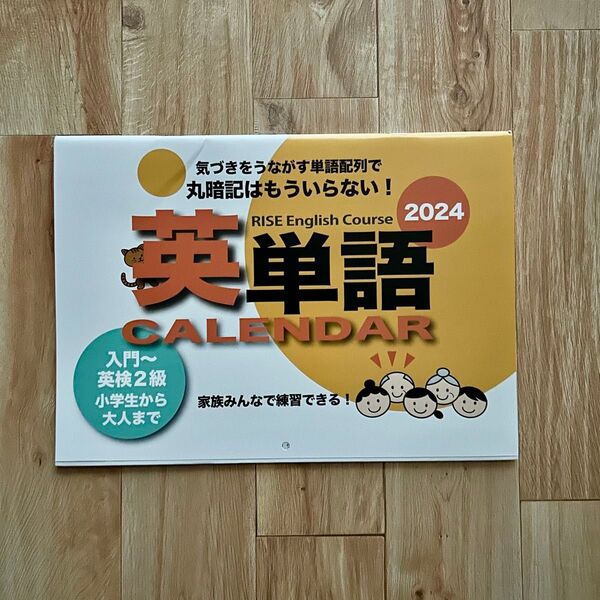 気づきをうながす単語配列で
丸暗記はもういらない！
RISE English Course
2024
英単語
CALENDAR
入門〜
英検2級
小学生から
大人まで
家族みんなで練習できる！